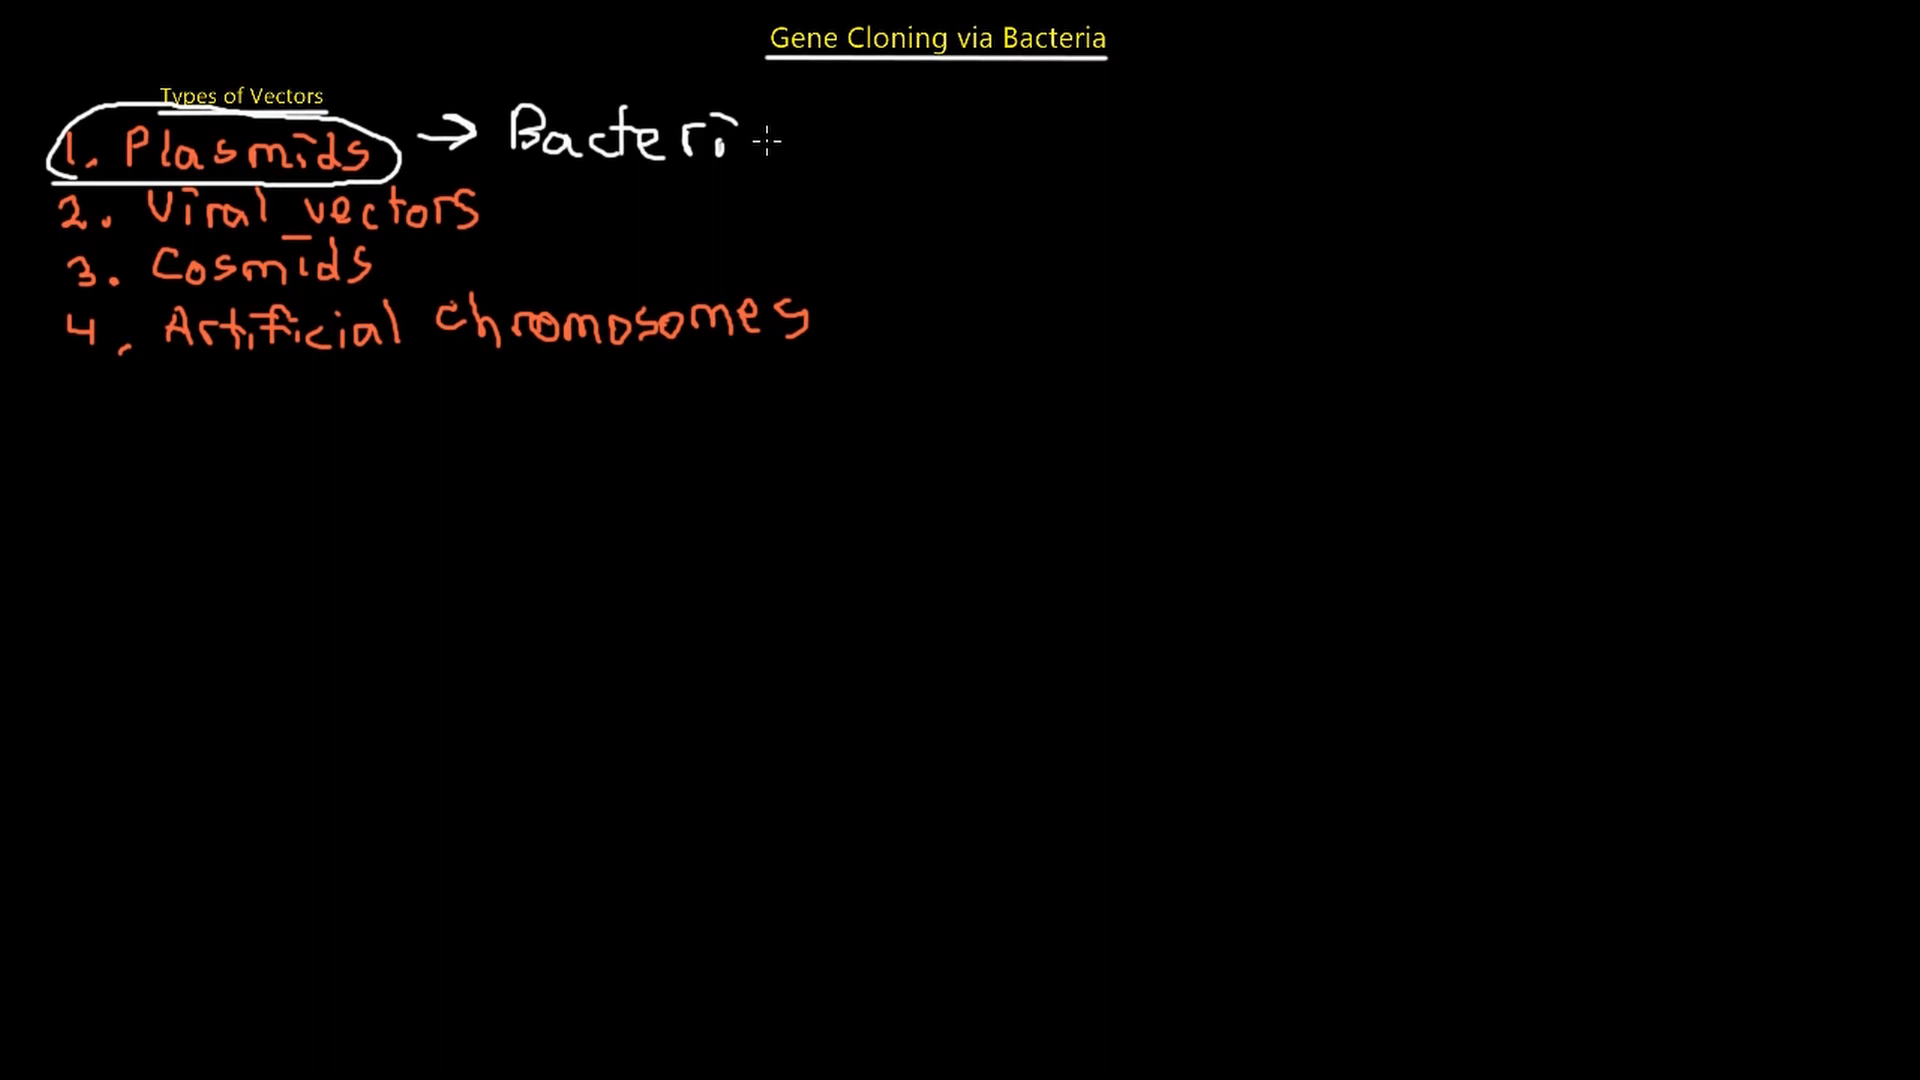 Gene Cloning via Bacteria
Types of Vectors
1. Plasmids → Bacteri
2. Viral vectors
3. Cosmids
4. Artificial chromosomes